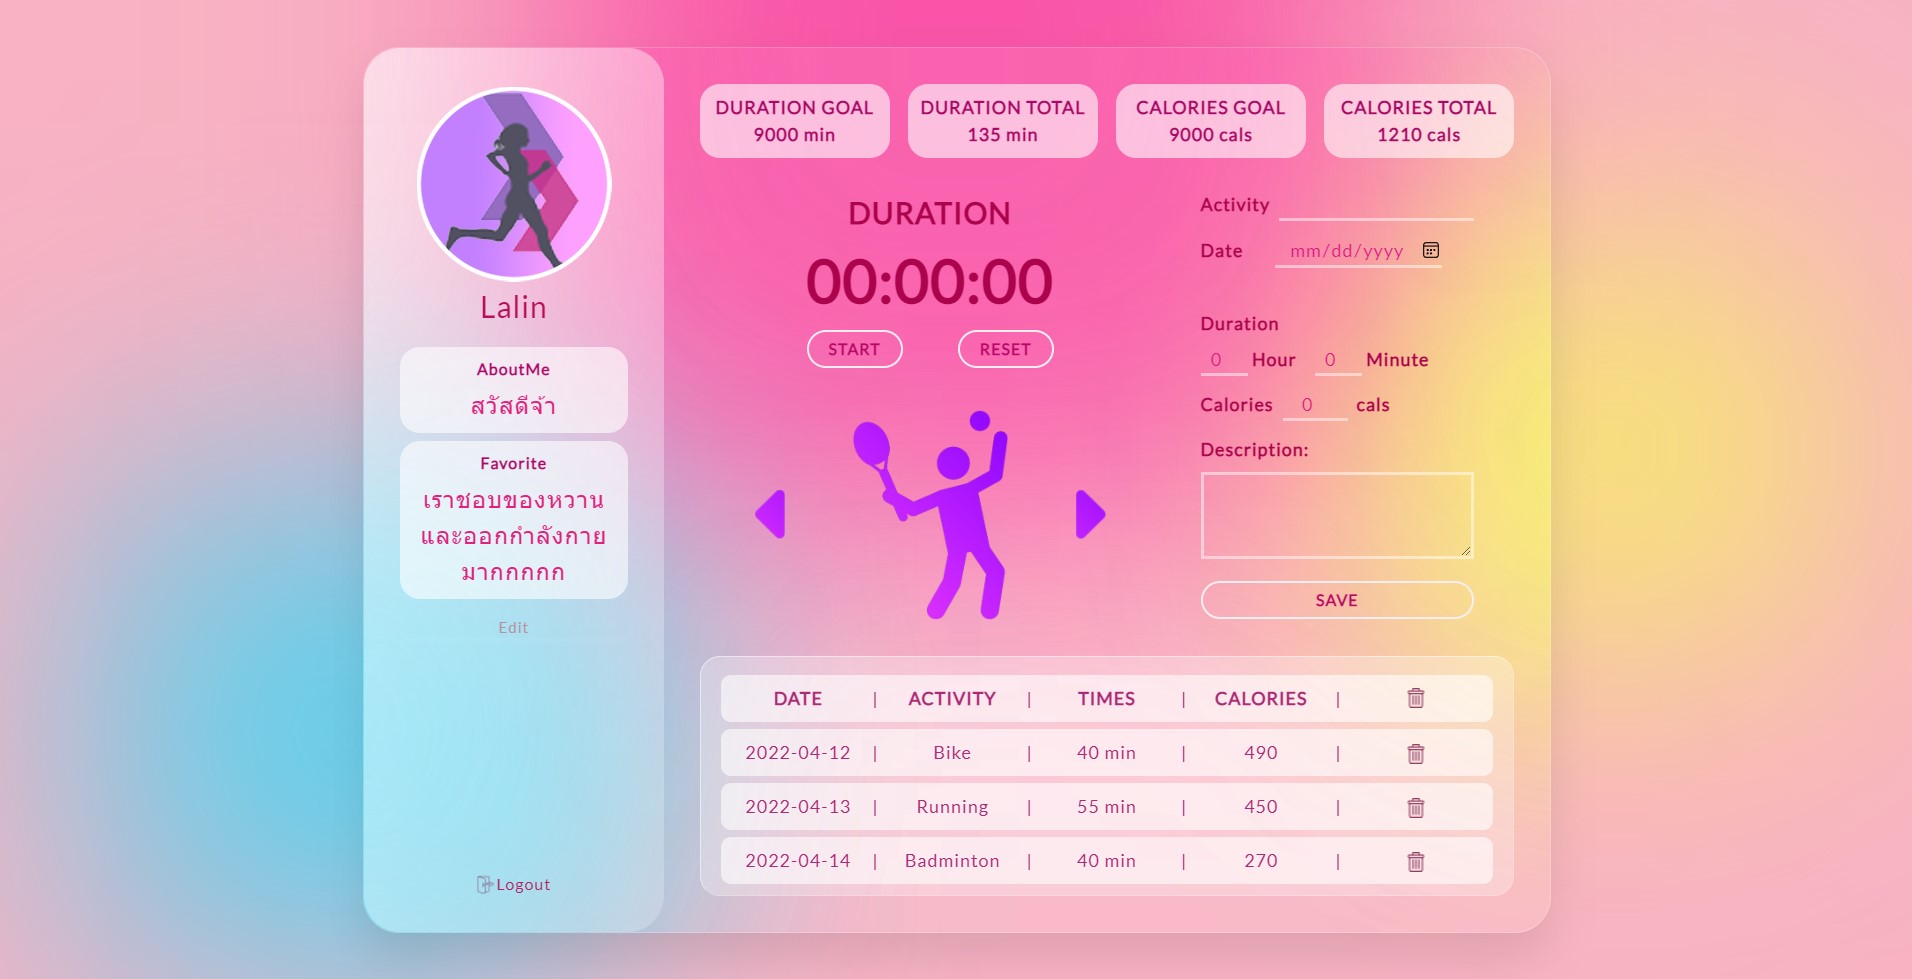 Lalin
AboutMe
สวัสดีจ้า
Favorite
เราชอบของหวาน
และออกกำลังกาย
มากกกกก
Edit
Logout
DURATION GOAL
9000 min
DURATION TOTAL
135 min
CALORIES GOAL
9000 cals
CALORIES TOTAL
1210 cals
DURATION
00:00:00
START
RESET
Activity
Date mm/dd/yyyy
Duration
0 Hour 0 Minute
Calories 0 cals
Description:
SAVE
DATE | ACTIVITY | TIMES | CALORIES |
2022-04-12 | Bike | 40 min | 490 |
2022-04-13 | Running | 55 min | 450 |
2022-04-14 | Badminton | 40 min | 270 |